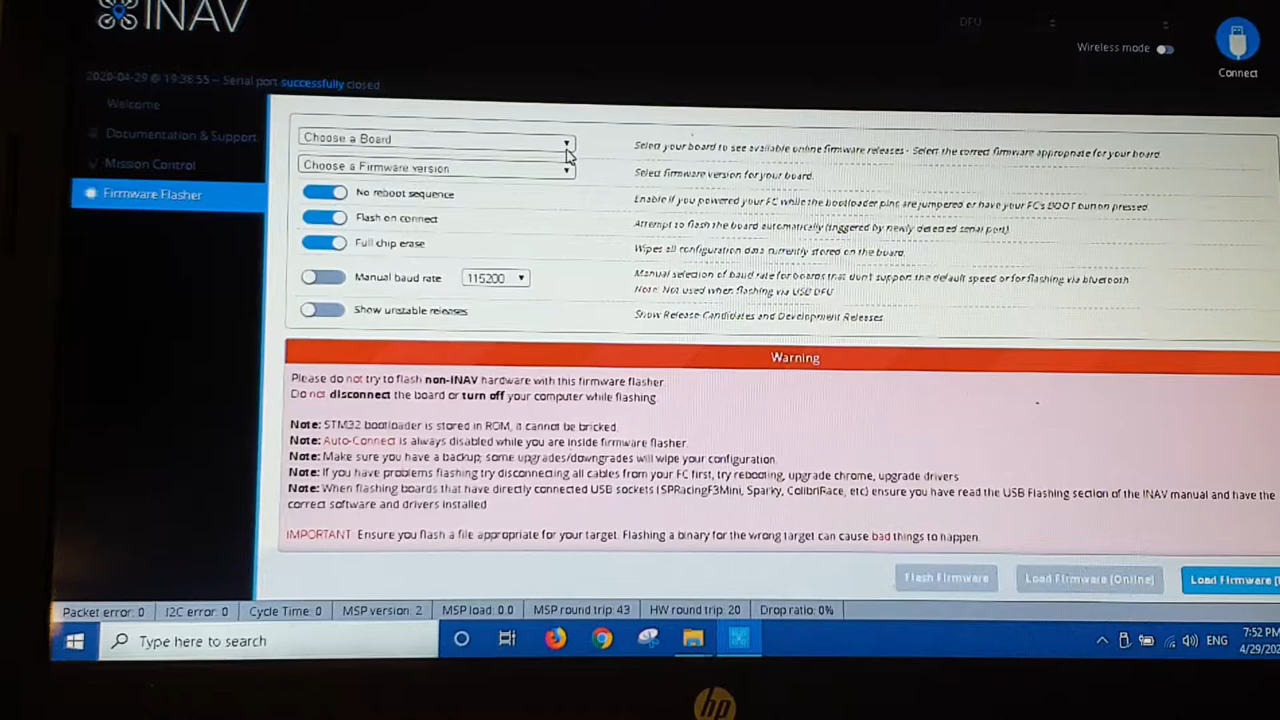 INAV
DFU
Wireless mode
Connect
2020-04-29 @ 19:38:55 -- Serial port successfully closed
Welcome
Documentation & Support
Mission Control
Firmware Flasher
Choose a Board
Select your board to see available online firmware releases - Select the correct firmware appropriate for your board.
Choose a Firmware version
Select firmware version for your board.
No reboot sequence
Enable if you powered your FC while the bootloader pins are jumpered or have your FC's BOOT button pressed.
Flash on connect
Attempt to flash the board automatically (triggered by newly detected serial port).
Full chip erase
Wipes all configuration data currently stored on the board.
Manual baud rate 115200
Manual selection of baud rate for boards that don't support the default speed or for flashing via bluetooth.
Note: Not used when flashing via USB DFU
Show unstable releases
Show Release Candidates and Development Releases.
Warning
Please do not try to flash non-INAV hardware with this firmware flasher.
Do not disconnect the board or turn off your computer while flashing.
Note: STM32 bootloader is stored in ROM, it cannot be bricked.
Note: Auto-Connect is always disabled while you are inside firmware flasher.
Note: Make sure you have a backup; some upgrades/downgrades will wipe your configuration.
Note: If you have problems flashing try disconnecting all cables from your FC first, try rebooting, upgrade chrome, upgrade drivers
Note: When flashing boards that have directly connected USB sockets (SPRacingF3Mini, Sparky, ColibriRace, etc) ensure you have read the USB Flashing section of the INAV manual and have the
correct software and drivers installed
IMPORTANT: Ensure you flash a file appropriate for your target. Flashing a binary for the wrong target can cause bad things to happen.
Flash Firmware
Load Firmware [Online]
Load Firmware [
Packet error: 0
I2C error: 0
Cycle Time: 0
MSP version: 2
MSP load: 0.0
MSP round trip: 43
HW round trip: 20
Drop ratio: 0%
Type here to search
ENG
7:52 PM
4/29/202
hp